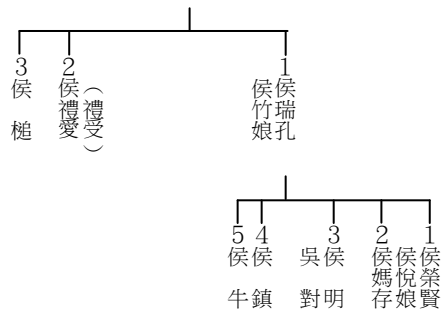 1侯瑞孔
侯竹娘
（禮受）
2侯禮愛
3侯 槌
1侯榮賢
侯悅娘
2侯媽存
3侯 明
吳 對
4侯 鎮
5侯 牛